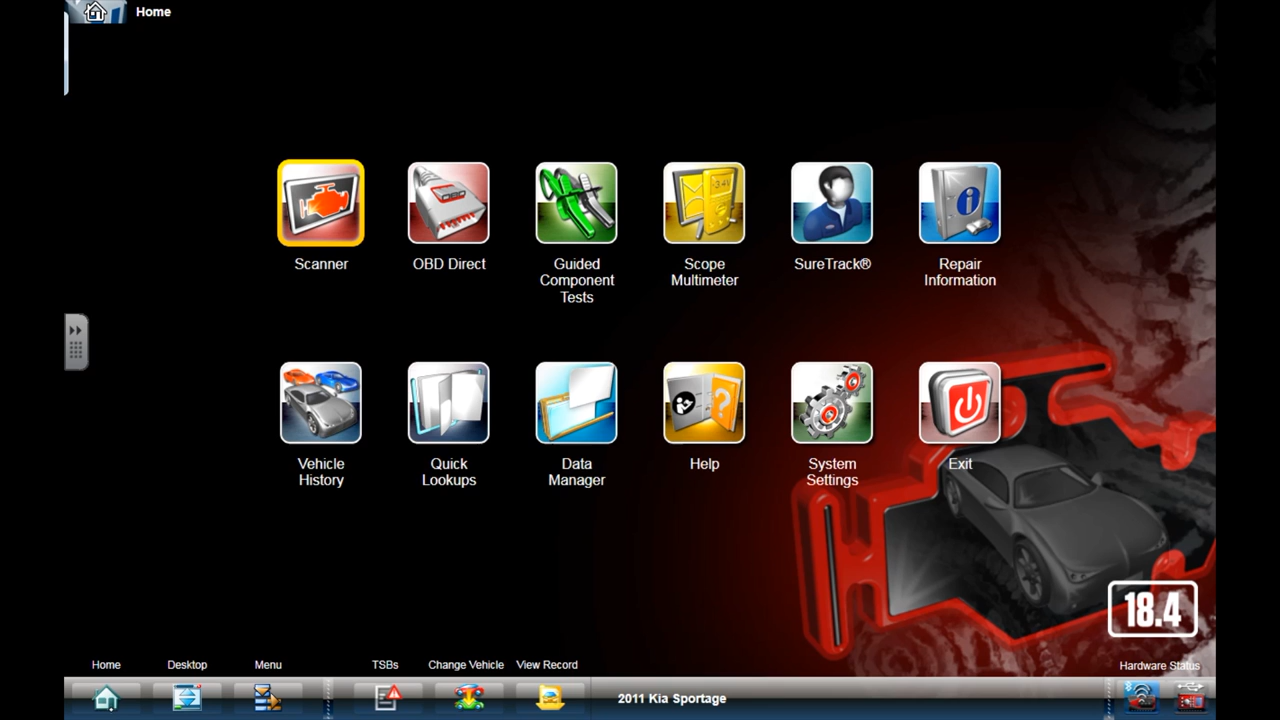 Home
Scanner
OBD Direct
Guided
Component
Tests
Scope
Multimeter
SureTrack®
Repair
Information
Vehicle
History
Quick
Lookups
Data
Manager
Help
System
Settings
Exit
18.4
Home
Desktop
Menu
TSBs
Change Vehicle
View Record
Hardware Status
2011 Kia Sportage